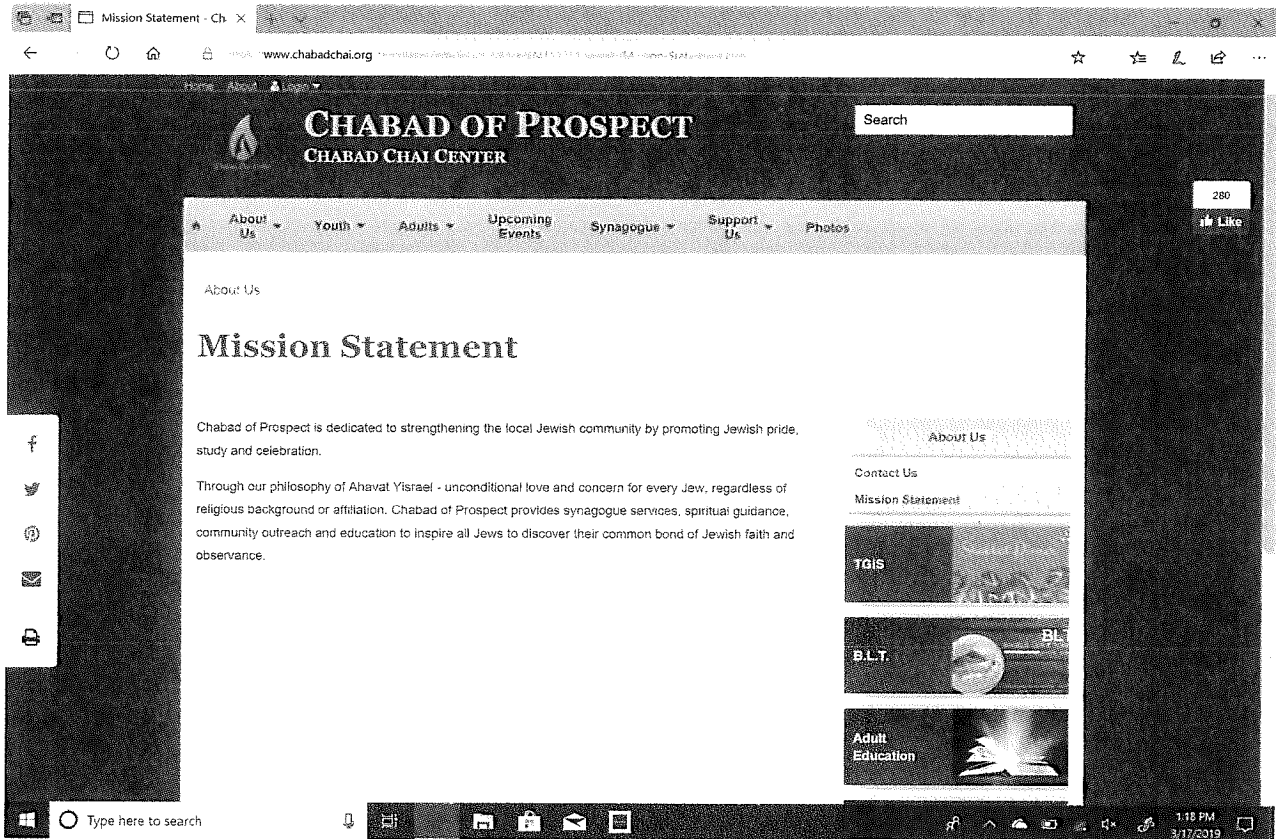 Mission Statement - Ch
www.chabadchai.org
Home About Login
CHABAD OF PROSPECT
CHABAD CHAI CENTER
Search
280
Like
About Us
Youth
Adults
Upcoming Events
Synagogue
Support Us
Photos
About Us
Mission Statement
Chabad of Prospect is dedicated to strengthening the local Jewish community by promoting Jewish pride,
study and celebration.
Through our philosophy of Ahavat Yisrael - unconditional love and concern for every Jew, regardless of
religious background or affiliation. Chabad of Prospect provides synagogue services, spiritual guidance,
community outreach and education to inspire all Jews to discover their common bond of Jewish faith and
observance.
About Us
Contact Us
Mission Statement
TGIS
B.L.T.
BLT
Adult
Education
Type here to search
1:18 PM
3/17/2019